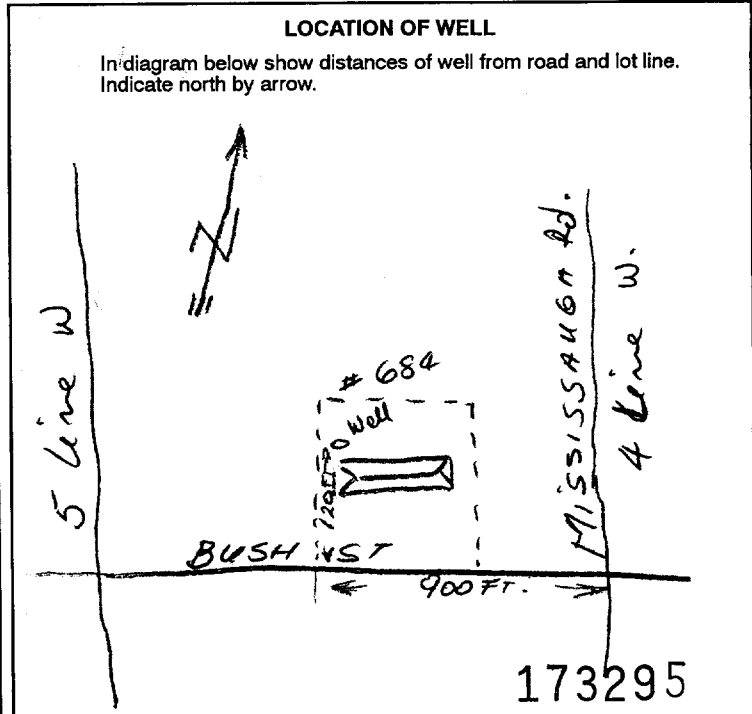 LOCATION OF WELL
In diagram below show distances of well from road and lot line.
Indicate north by arrow.
N
5 Line W
MISSISSAUGA Rd.
4 Line W.
# 684
Well
BUSH ST
900 FT.
173295